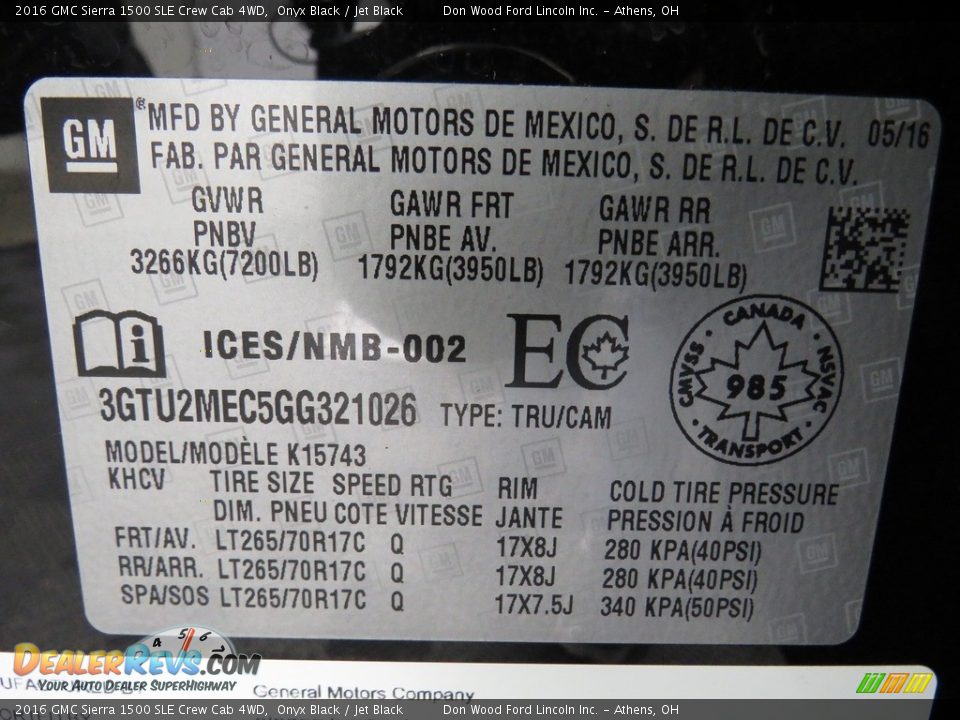 2016 GMC Sierra 1500 SLE Crew Cab 4WD, Onyx Black / Jet Black Don Wood Ford Lincoln Inc. - Athens, OH
GM ® MFD BY GENERAL MOTORS DE MEXICO, S. DE R.L. DE C.V. 05/16
FAB. PAR GENERAL MOTORS DE MEXICO, S. DE R.L. DE C.V.
GVWR GAWR FRT GAWR RR
PNBV PNBE AV. PNBE ARR.
3266KG(7200LB) 1792KG(3950LB) 1792KG(3950LB)
i ICES/NMB-002 EC
CANADA
CMVSS 985 NSVAC
TRANSPORT
3GTU2MEC5GG321026 TYPE: TRU/CAM
MODEL/MODÈLE K15743
KHCV TIRE SIZE SPEED RTG RIM COLD TIRE PRESSURE
DIM. PNEU COTE VITESSE JANTE PRESSION À FROID
FRT/AV. LT265/70R17C Q 17X8J 280 KPA(40PSI)
RR/ARR. LT265/70R17C Q 17X8J 280 KPA(40PSI)
SPA/SOS LT265/70R17C Q 17X7.5J 340 KPA(50PSI)
4 5 6
DEALERREVS.COM
YOUR AUTO DEALER SUPERHIGHWAY
General Motors Company
2016 GMC Sierra 1500 SLE Crew Cab 4WD, Onyx Black / Jet Black Don Wood Ford Lincoln Inc. - Athens, OH